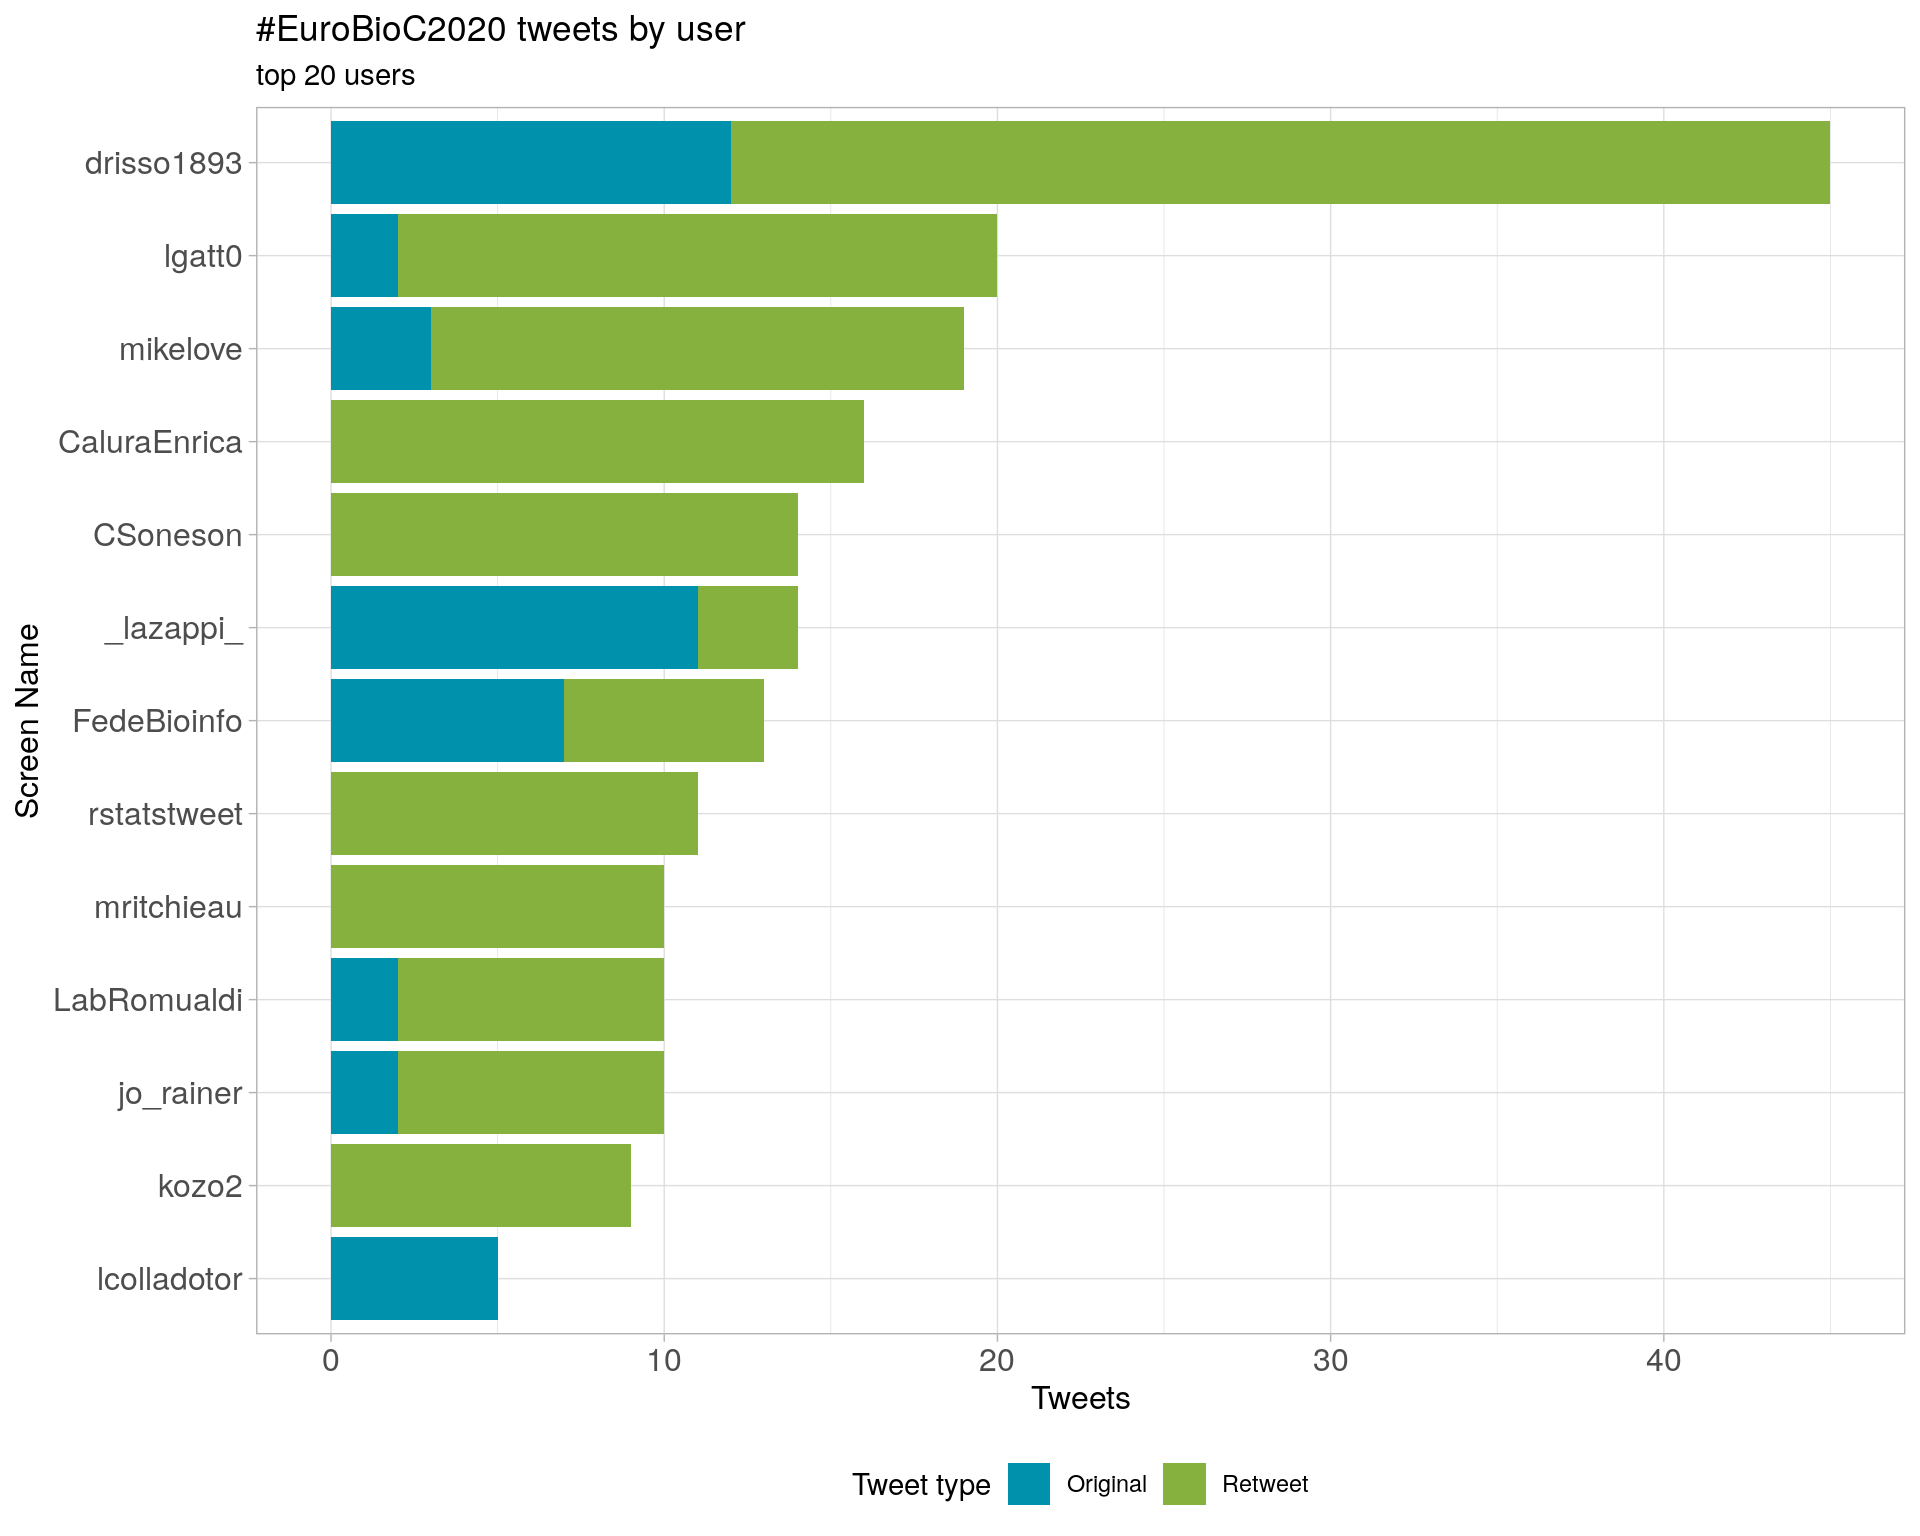 #EuroBioC2020 tweets by user
top 20 users
Screen Name
drisso1893
lgatt0
mikelove
CaluraEnrica
CSoneson
_lazappi_
FedeBioinfo
rstatstweet
mritchieau
LabRomualdi
jo_rainer
kozo2
lcolladotor
0 10 20 30 40
Tweets
Tweet type Original Retweet